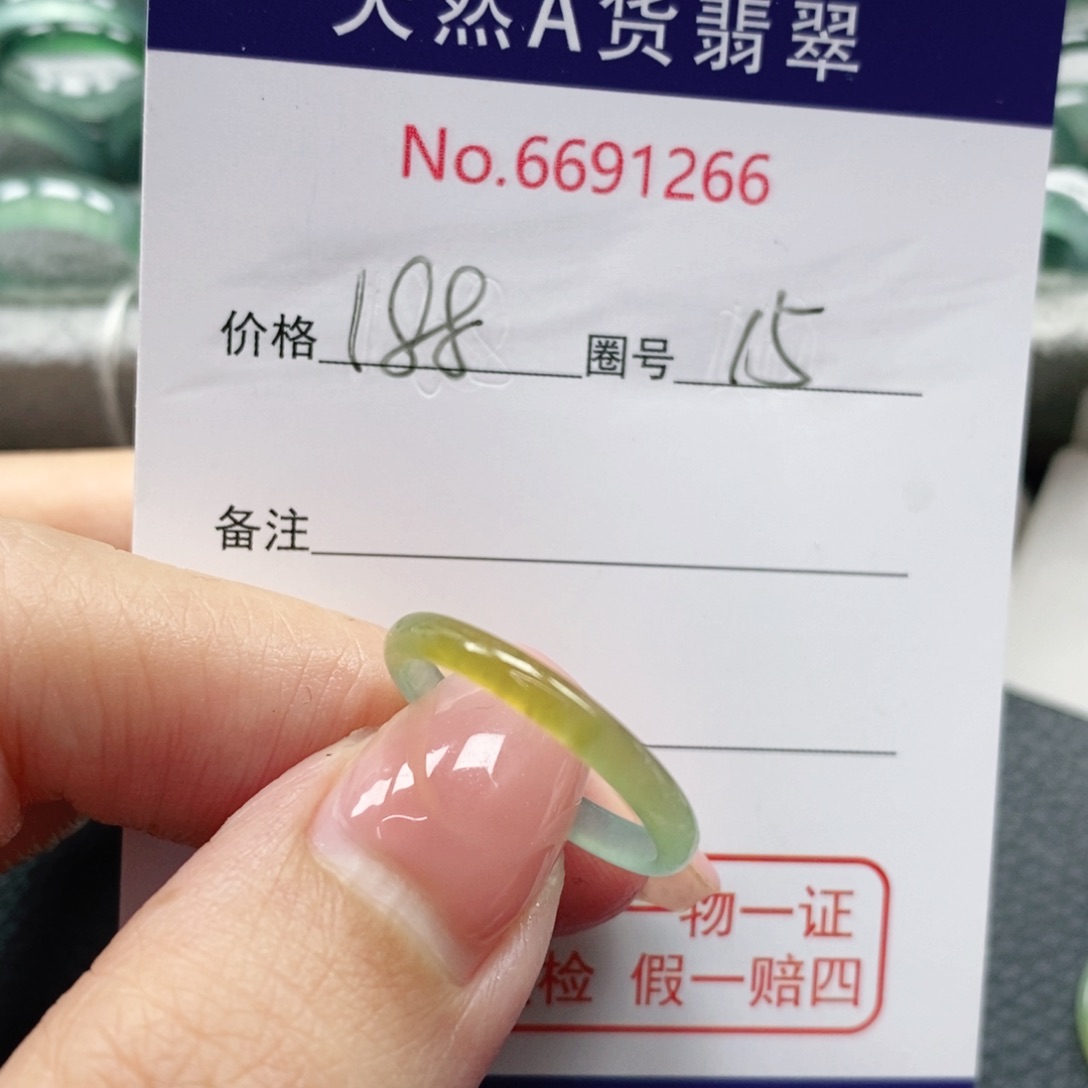 天然A货翡翠
No.6691266
价格 188 圈号 15
备注
一物一证
检 假一赔四